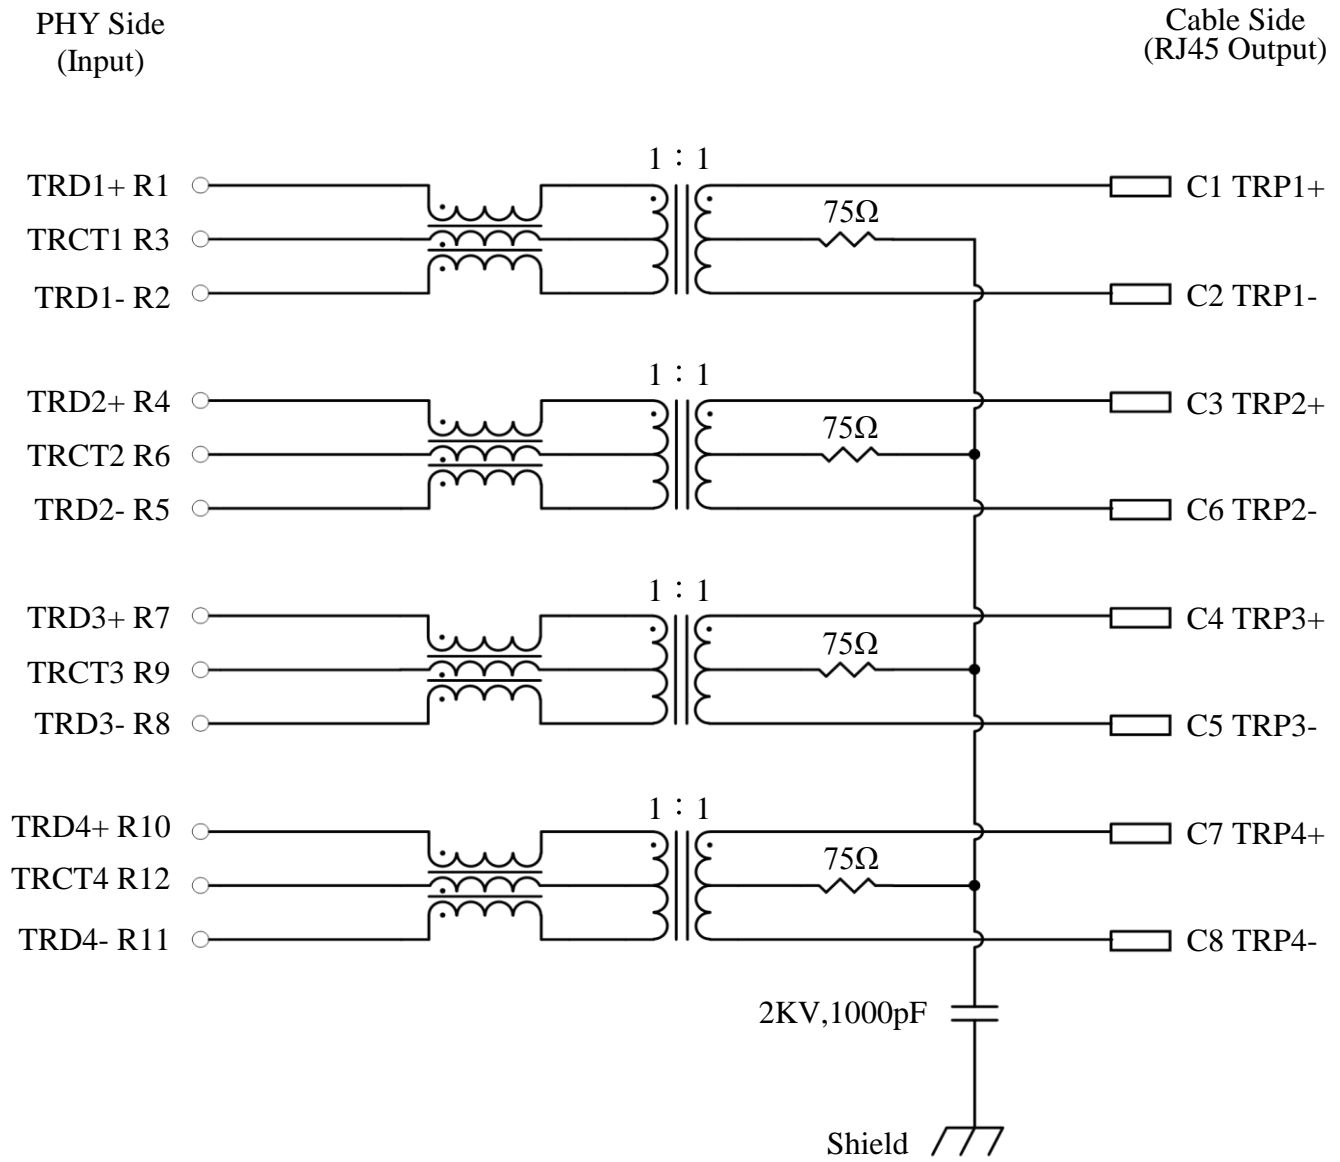 PHY Side
(Input)
Cable Side
(RJ45 Output)
1 : 1
TRD1+ R1
C1 TRP1+
75Ω
TRCT1 R3
TRD1- R2
C2 TRP1-
1 : 1
TRD2+ R4
C3 TRP2+
75Ω
TRCT2 R6
TRD2- R5
C6 TRP2-
1 : 1
TRD3+ R7
C4 TRP3+
75Ω
TRCT3 R9
TRD3- R8
C5 TRP3-
1 : 1
TRD4+ R10
C7 TRP4+
75Ω
TRCT4 R12
TRD4- R11
C8 TRP4-
2KV,1000pF
Shield